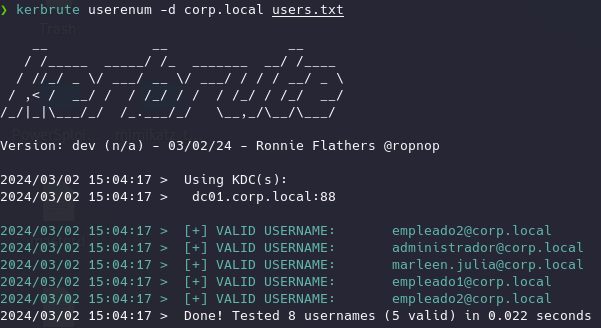 ❯ kerbrute userenum -d corp.local users.txt
    __             __               __
   / /_____  _____/ /_  _______  __/ /____
  / //_/ _ \/ ___/ __ \/ ___/ / / / __/ _ \
 / ,< /  __/ /  / /_/ / /  / /_/ / /_/  __/
/_/|_|\___/_/  /_.___/_/   \__,_/\__/\___/
Version: dev (n/a) - 03/02/24 - Ronnie Flathers @ropnop
2024/03/02 15:04:17 >  Using KDC(s):
2024/03/02 15:04:17 >   dc01.corp.local:88
2024/03/02 15:04:17 >  [+] VALID USERNAME:       empleado2@corp.local
2024/03/02 15:04:17 >  [+] VALID USERNAME:       administrador@corp.local
2024/03/02 15:04:17 >  [+] VALID USERNAME:       marleen.julia@corp.local
2024/03/02 15:04:17 >  [+] VALID USERNAME:       empleado1@corp.local
2024/03/02 15:04:17 >  [+] VALID USERNAME:       empleado2@corp.local
2024/03/02 15:04:17 >  Done! Tested 8 usernames (5 valid) in 0.022 seconds